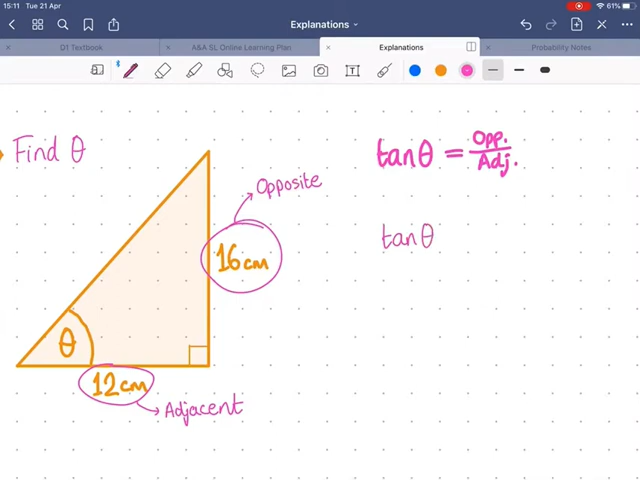 15:11 Tue 21 Apr
61%
Explanations
Q1 Textbook
A&A SL Online Learning Plan
Explanations
Probability Notes
Find θ
Opposite
16cm
θ
12cm
Adjacent
tanθ = Opp. / Adj.
tanθ